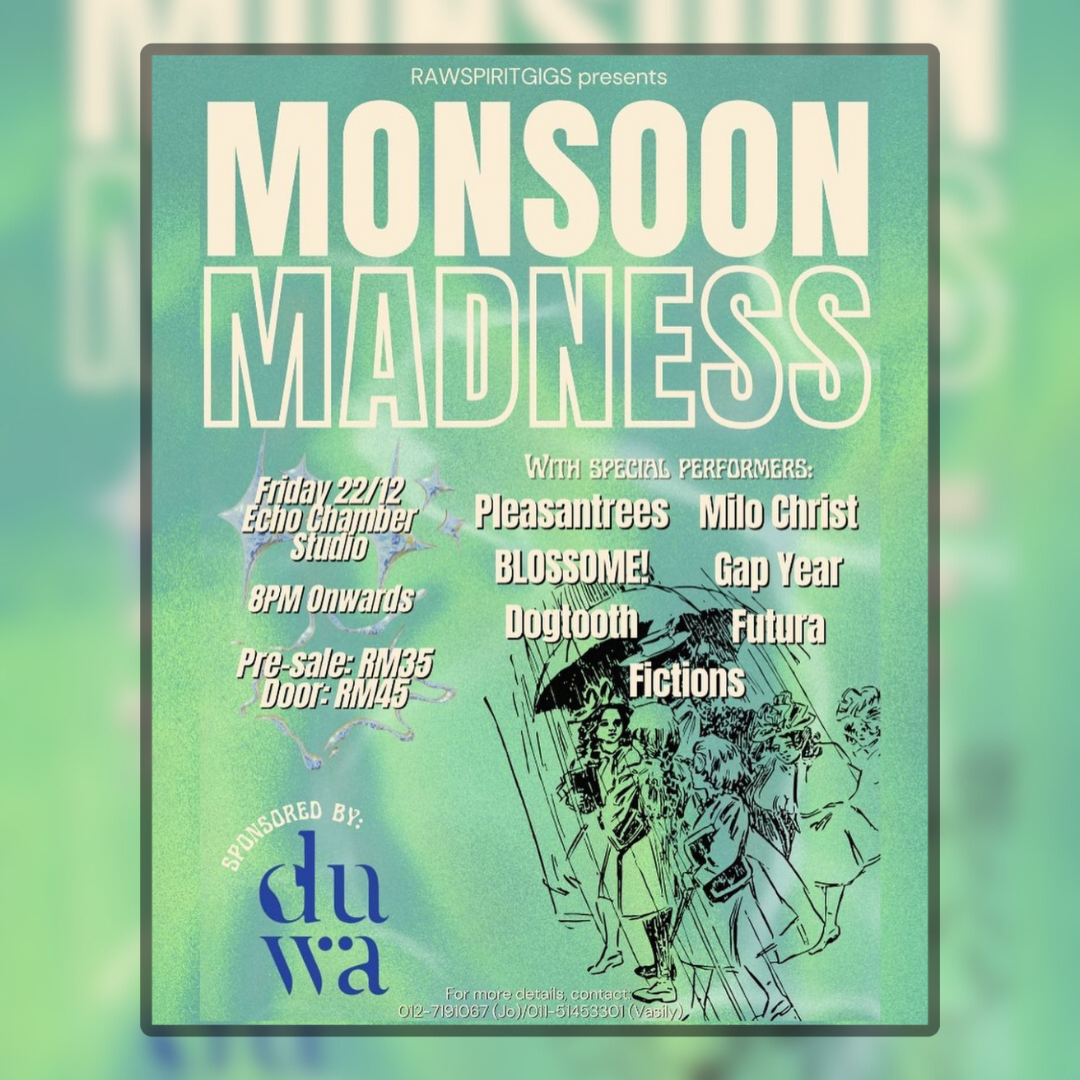 RAWSPIRITGIGS presents
MONSOON
MADNESS
Friday 22/12
Echo Chamber
Studio
8PM Onwards
Pre-sale: RM35
Door: RM45
WITH SPECIAL PERFORMERS:
Pleasantrees Milo Christ
BLOSSOME! Gap Year
Dogtooth Futura
Fictions
SPONSORED BY:
du
wa
For more details, contact:
012-7191067 (Jo)/011-51453301 (Vasily)